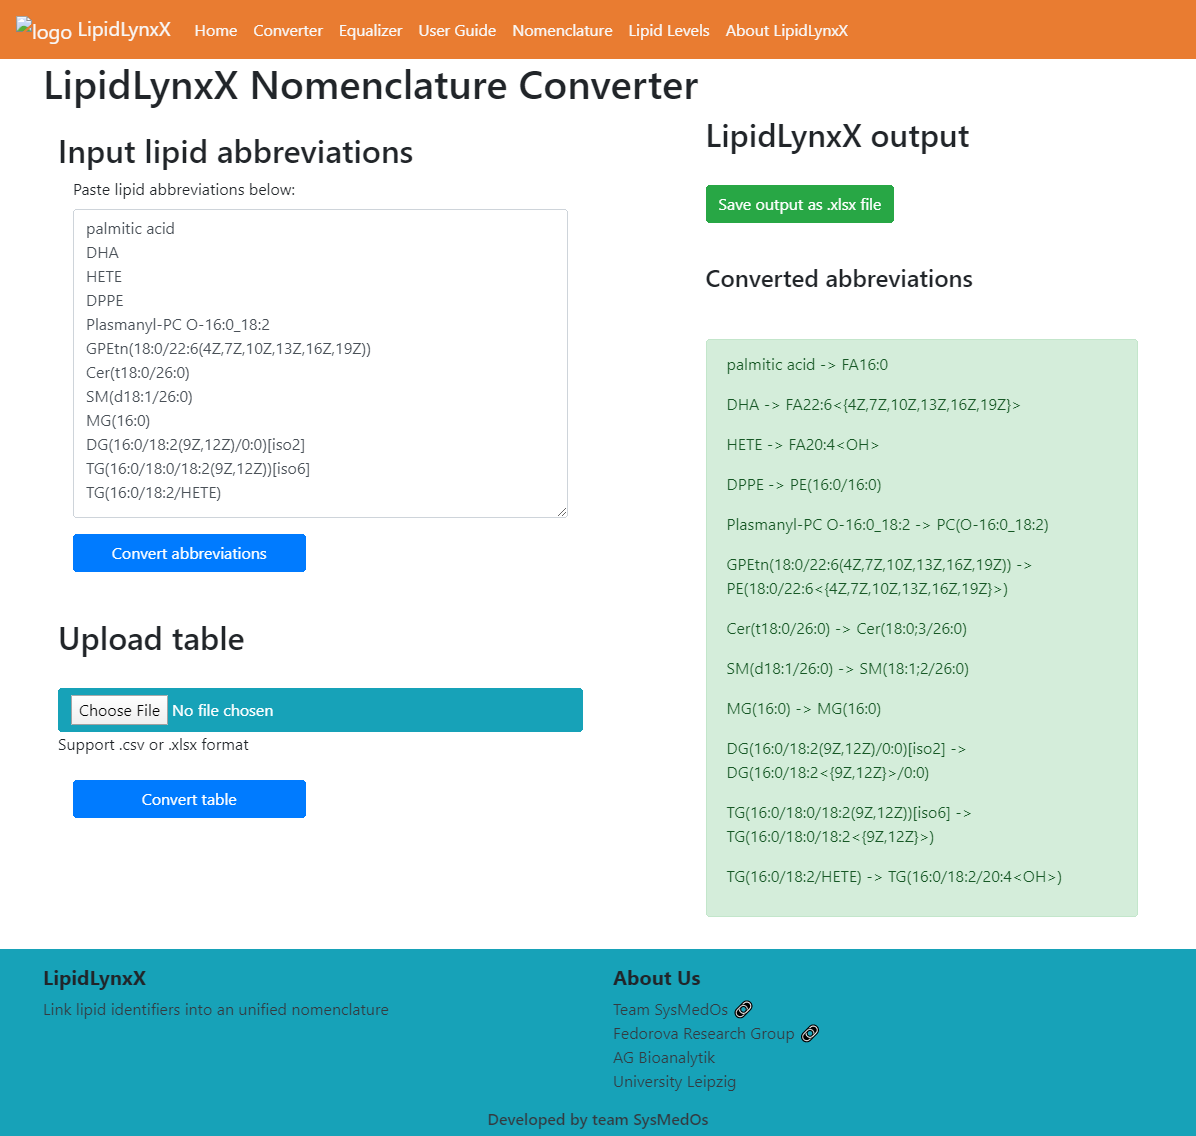 logo LipidLynxX Home Converter Equalizer User Guide Nomenclature Lipid Levels About LipidLynxX
LipidLynxX Nomenclature Converter
Input lipid abbreviations
Paste lipid abbreviations below:
palmitic acid
DHA
HETE
DPPE
Plasmanyl-PC O-16:0_18:2
GPEtn(18:0/22:6(4Z,7Z,10Z,13Z,16Z,19Z))
Cer(t18:0/26:0)
SM(d18:1/26:0)
MG(16:0)
DG(16:0/18:2(9Z,12Z)/0:0)[iso2]
TG(16:0/18:0/18:2(9Z,12Z))[iso6]
TG(16:0/18:2/HETE)
Convert abbreviations
Upload table
Choose File No file chosen
Support .csv or .xlsx format
Convert table
LipidLynxX output
Save output as .xlsx file
Converted abbreviations
palmitic acid -> FA16:0
DHA -> FA22:6<{4Z,7Z,10Z,13Z,16Z,19Z}>
HETE -> FA20:4<OH>
DPPE -> PE(16:0/16:0)
Plasmanyl-PC O-16:0_18:2 -> PC(O-16:0_18:2)
GPEtn(18:0/22:6(4Z,7Z,10Z,13Z,16Z,19Z)) ->
PE(18:0/22:6<{4Z,7Z,10Z,13Z,16Z,19Z}>)
Cer(t18:0/26:0) -> Cer(18:0;3/26:0)
SM(d18:1/26:0) -> SM(18:1;2/26:0)
MG(16:0) -> MG(16:0)
DG(16:0/18:2(9Z,12Z)/0:0)[iso2] ->
DG(16:0/18:2<{9Z,12Z}>/0:0)
TG(16:0/18:0/18:2(9Z,12Z))[iso6] ->
TG(16:0/18:0/18:2<{9Z,12Z}>)
TG(16:0/18:2/HETE) -> TG(16:0/18:2/20:4<OH>)
LipidLynxX
Link lipid identifiers into an unified nomenclature
About Us
Team SysMedOs
Fedorova Research Group
AG Bioanalytik
University Leipzig
Developed by team SysMedOs